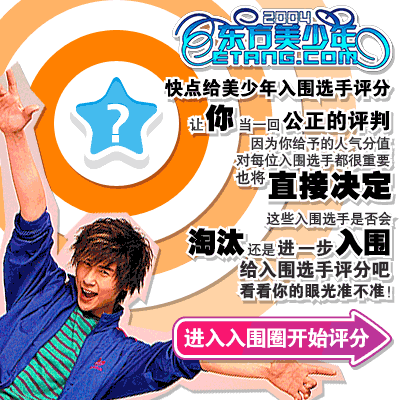 2004
东方美少年
ETANG.COM
快点给美少年入围选手评分
让你当一回公正的评判
因为你给予的人气分值
对每位入围选手都很重要
也将直接决定
这些入围选手是否会
淘汰还是进一步入围
给入围选手评分吧
看看你的眼光准不准!
?
进入入围圈开始评分